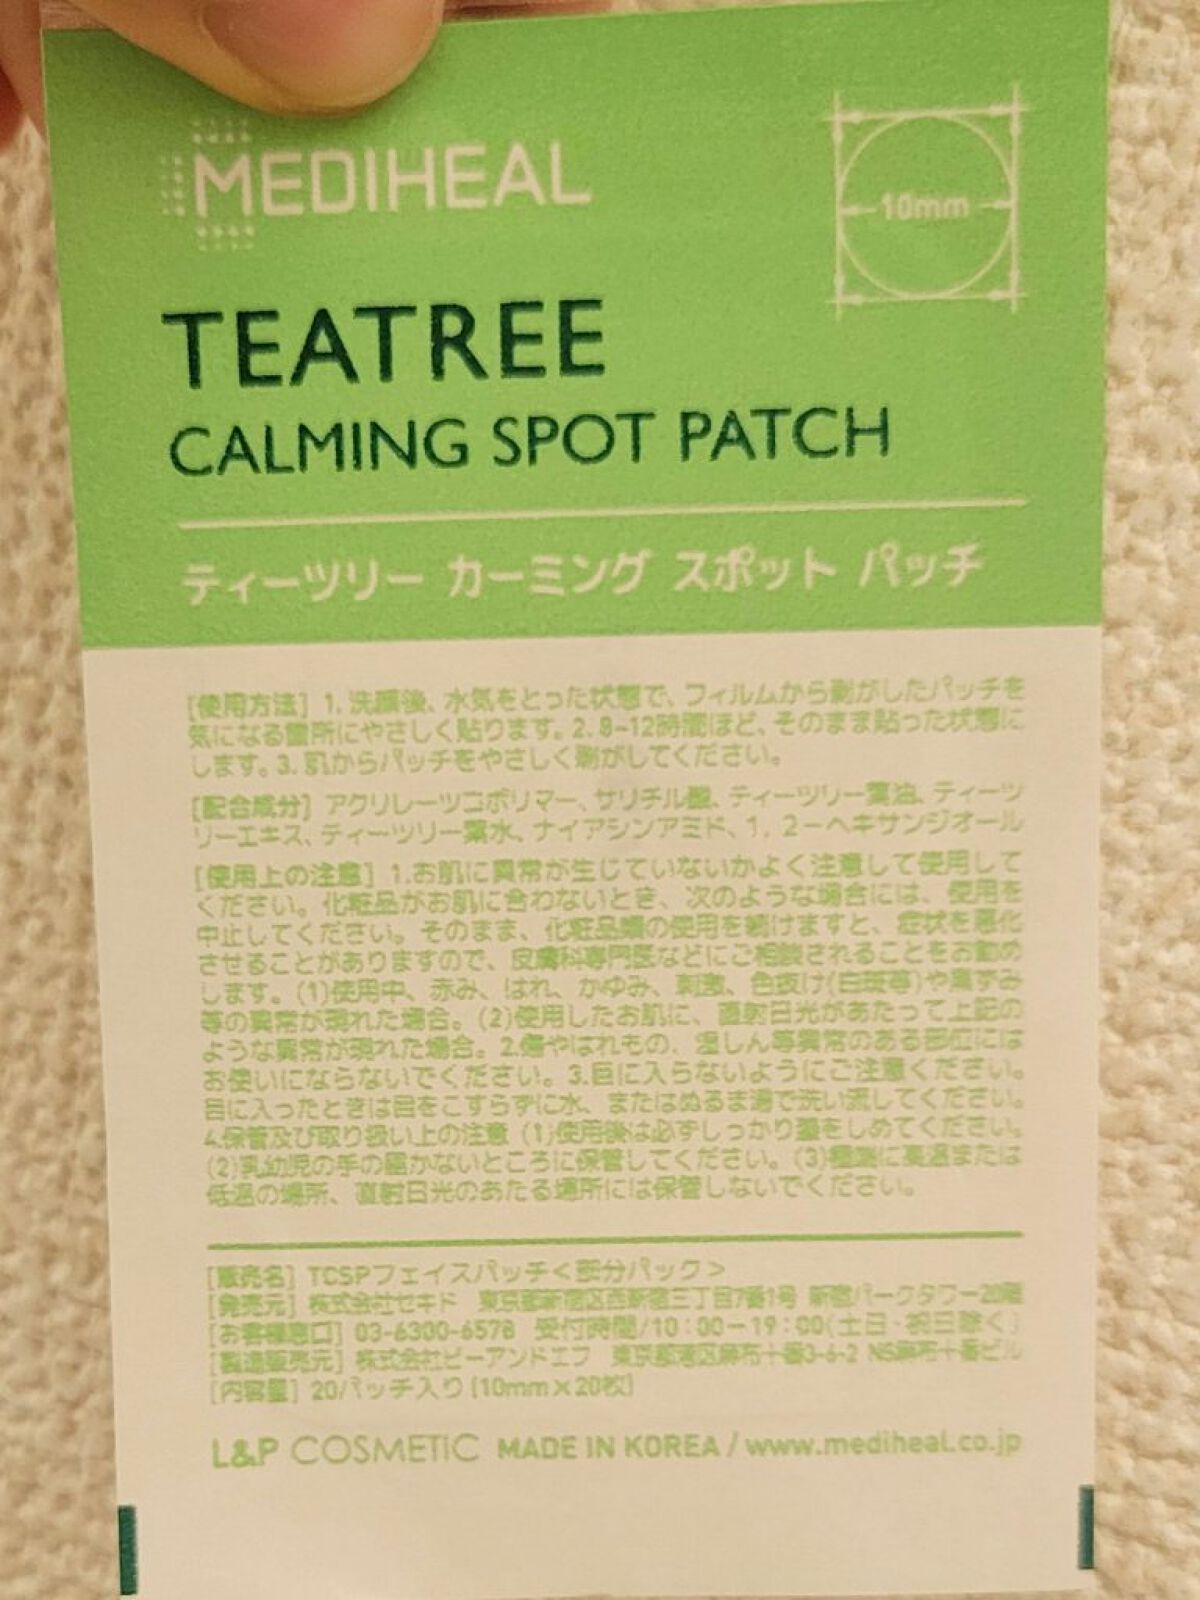 MEDIHEAL
10mm
TEATREE
CALMING SPOT PATCH
ティーツリー カーミング スポット パッチ
[使用方法] 1. 洗顔後、水気をとった状態で、フィルムから剥がしたパッチを
気になる箇所にやさしく貼ります。2. 8-12時間ほど、そのまま貼った状態に
します。3. 肌からパッチをやさしく剥がしてください。
[配合成分] アクリレーツコポリマー、サリチル酸、ティーツリー葉油、ティーツ
リーエキス、ティーツリー葉水、ナイアシンアミド、1，2－ヘキサンジオール
[使用上の注意] 1.お肌に異常が生じていないかよく注意して使用して
ください。化粧品がお肌に合わないとき、次のような場合には、使用を
中止してください。そのまま、化粧品類の使用を続けますと、症状を悪化
させることがありますので、皮膚科専門医などにご相談されることをお勧め
します。(1)使用中、赤み、はれ、かゆみ、刺激、色抜け(白斑等)や黒ずみ
等の異常が現れた場合。(2)使用したお肌に、直射日光があたって上記の
ような異常が現れた場合。2.傷やはれもの、湿しん等異常のある部位には
お使いにならないでください。3.目に入らないようにご注意ください。
目に入ったときは目をこすらずに水、またはぬるま湯で洗い流してください。
4.保管及び取り扱い上の注意 (1)使用後は必ずしっかり蓋をしめてください。
(2)乳幼児の手の届かないところに保管してください。(3)極端に高温または
低温の場所、直射日光のあたる場所には保管しないでください。
[販売名] TCSPフェイスパッチ＜部分パック＞
[発売元] 株式会社セキド 東京都新宿区西新宿三丁目7番1号 新宿パークタワー20階
[お客様窓口] 03-6300-6578 受付時間/10：00－19：00(土日・祝日除く)
[製造販売元] 株式会社ピーアンドエフ 東京都港区麻布十番3-6-2 NS麻布十番ビル
[内容量] 20パッチ入り (10mm×20枚)
L&P COSMETIC MADE IN KOREA / www.mediheal.co.jp